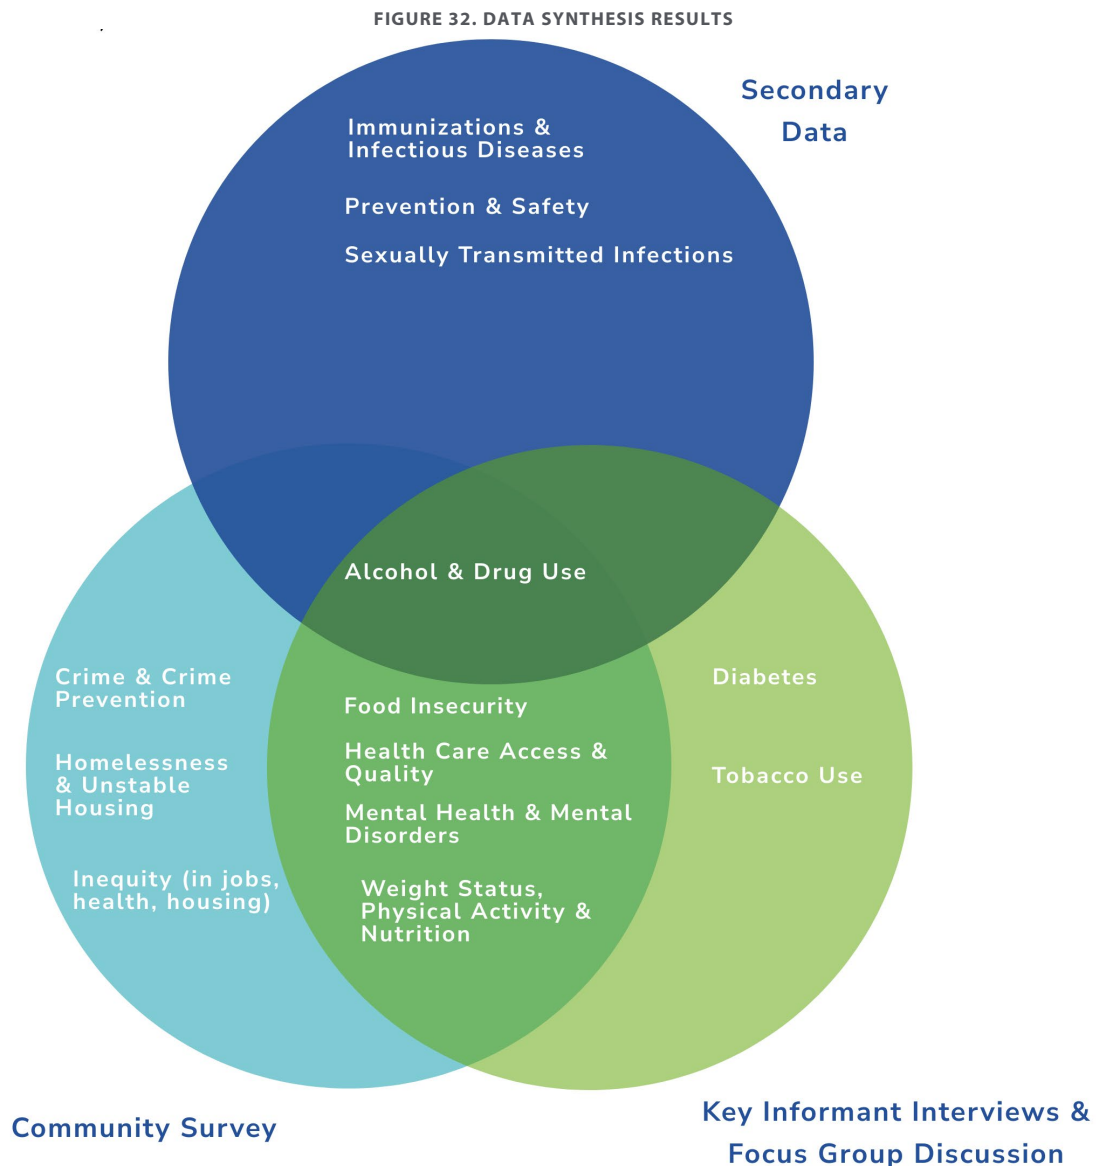 FIGURE 32. DATA SYNTHESIS RESULTS
Secondary
Data
Immunizations &
Infectious Diseases
Prevention & Safety
Sexually Transmitted Infections
Alcohol & Drug Use
Crime & Crime
Prevention
Homelessness
& Unstable
Housing
Inequity (in jobs,
health, housing)
Food Insecurity
Health Care Access &
Quality
Mental Health & Mental
Disorders
Weight Status,
Physical Activity &
Nutrition
Diabetes
Tobacco Use
Community Survey
Key Informant Interviews &
Focus Group Discussion